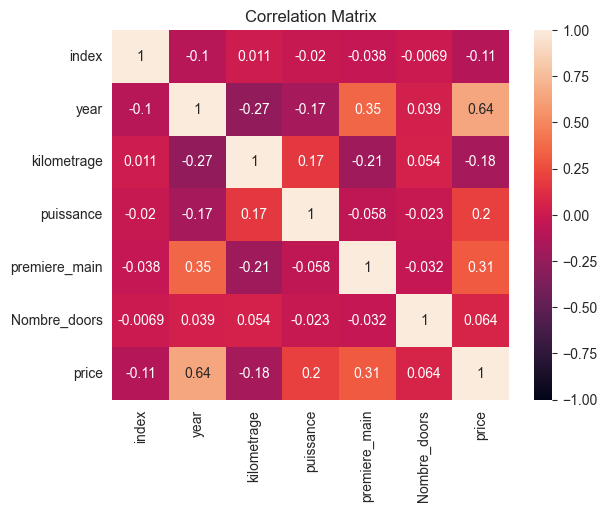 Correlation Matrix
index 1 -0.1 0.011 -0.02 -0.038 -0.0069 -0.11
year -0.1 1 -0.27 -0.17 0.35 0.039 0.64
kilometrage 0.011 -0.27 1 0.17 -0.21 0.054 -0.18
puissance -0.02 -0.17 0.17 1 -0.058 -0.023 0.2
premiere_main -0.038 0.35 -0.21 -0.058 1 -0.032 0.31
Nombre_doors -0.0069 0.039 0.054 -0.023 -0.032 1 0.064
price -0.11 0.64 -0.18 0.2 0.31 0.064 1
index
year
kilometrage
puissance
premiere_main
Nombre_doors
price
1.00
0.75
0.50
0.25
0.00
−0.25
−0.50
−0.75
−1.00